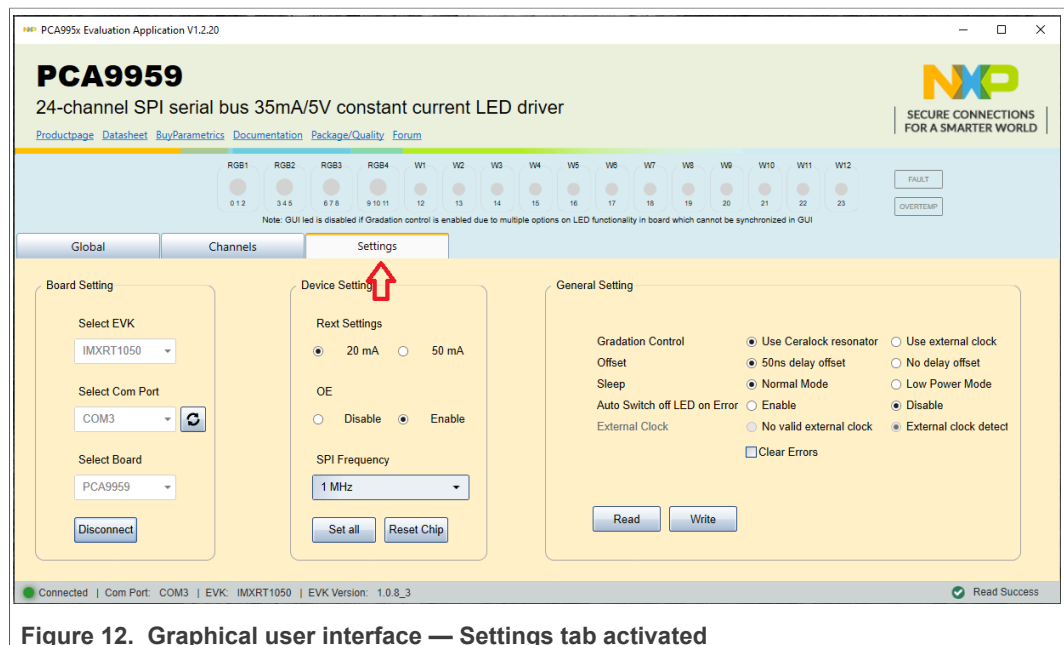 PCA995x Evaluation Application V1.2.20
PCA9959
24-channel SPI serial bus 35mA/5V constant current LED driver
Productpage Datasheet BuyParametrics Documentation Package/Quality Forum
NXP
SECURE CONNECTIONS
FOR A SMARTER WORLD
RGB1 RGB2 RGB3 RGB4 W1 W2 W3 W4 W5 W6 W7 W8 W9 W10 W11 W12
0 1 2 3 4 5 6 7 8 9 10 11 12 13 14 15 16 17 18 19 20 21 22 23
FAULT
OVERTEMP
Note: GUI led is disabled if Gradation control is enabled due to multiple options on LED functionality in board which cannot be synchronized in GUI
Global Channels Settings
Board Setting
Select EVK
IMXRT1050
Select Com Port
COM3
Select Board
PCA9959
Disconnect
Device Setting
Rext Settings
20 mA 50 mA
OE
Disable Enable
SPI Frequency
1 MHz
Set all Reset Chip
General Setting
Gradation Control Use Ceralock resonator Use external clock
Offset 50ns delay offset No delay offset
Sleep Normal Mode Low Power Mode
Auto Switch off LED on Error Enable Disable
External Clock No valid external clock External clock detect
Clear Errors
Read Write
Connected | Com Port: COM3 | EVK: IMXRT1050 | EVK Version: 1.0.8_3
Read Success
Figure 12. Graphical user interface — Settings tab activated